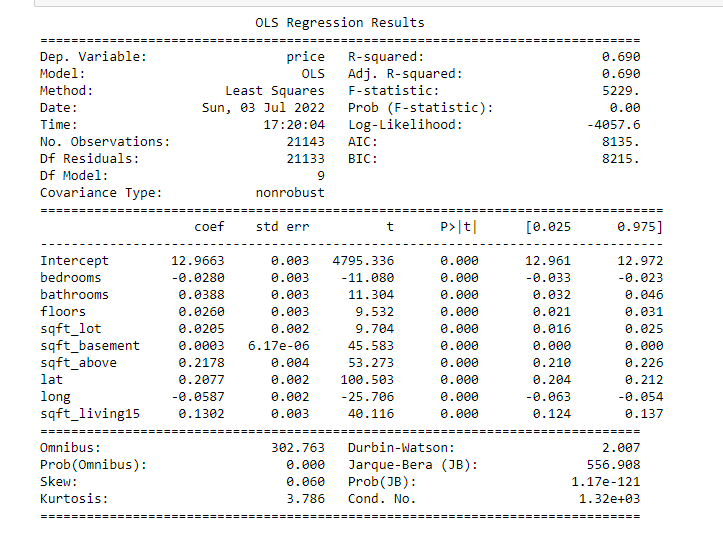 OLS Regression Results
==============================================================================
Dep. Variable: price R-squared: 0.690
Model: OLS Adj. R-squared: 0.690
Method: Least Squares F-statistic: 5229.
Date: Sun, 03 Jul 2022 Prob (F-statistic): 0.00
Time: 17:20:04 Log-Likelihood: -4057.6
No. Observations: 21143 AIC: 8135.
Df Residuals: 21133 BIC: 8215.
Df Model: 9
Covariance Type: nonrobust
=================================================================================
coef std err t P>|t| [0.025 0.975]
---------------------------------------------------------------------------------
Intercept 12.9663 0.003 4795.336 0.000 12.961 12.972
bedrooms -0.0280 0.003 -11.080 0.000 -0.033 -0.023
bathrooms 0.0388 0.003 11.304 0.000 0.032 0.046
floors 0.0260 0.003 9.532 0.000 0.021 0.031
sqft_lot 0.0205 0.002 9.704 0.000 0.016 0.025
sqft_basement 0.0003 6.17e-06 45.583 0.000 0.000 0.000
sqft_above 0.2178 0.004 53.273 0.000 0.210 0.226
lat 0.2077 0.002 100.503 0.000 0.204 0.212
long -0.0587 0.002 -25.706 0.000 -0.063 -0.054
sqft_living15 0.1302 0.003 40.116 0.000 0.124 0.137
==============================================================================
Omnibus: 302.763 Durbin-Watson: 2.007
Prob(Omnibus): 0.000 Jarque-Bera (JB): 556.908
Skew: 0.060 Prob(JB): 1.17e-121
Kurtosis: 3.786 Cond. No. 1.32e+03
==============================================================================